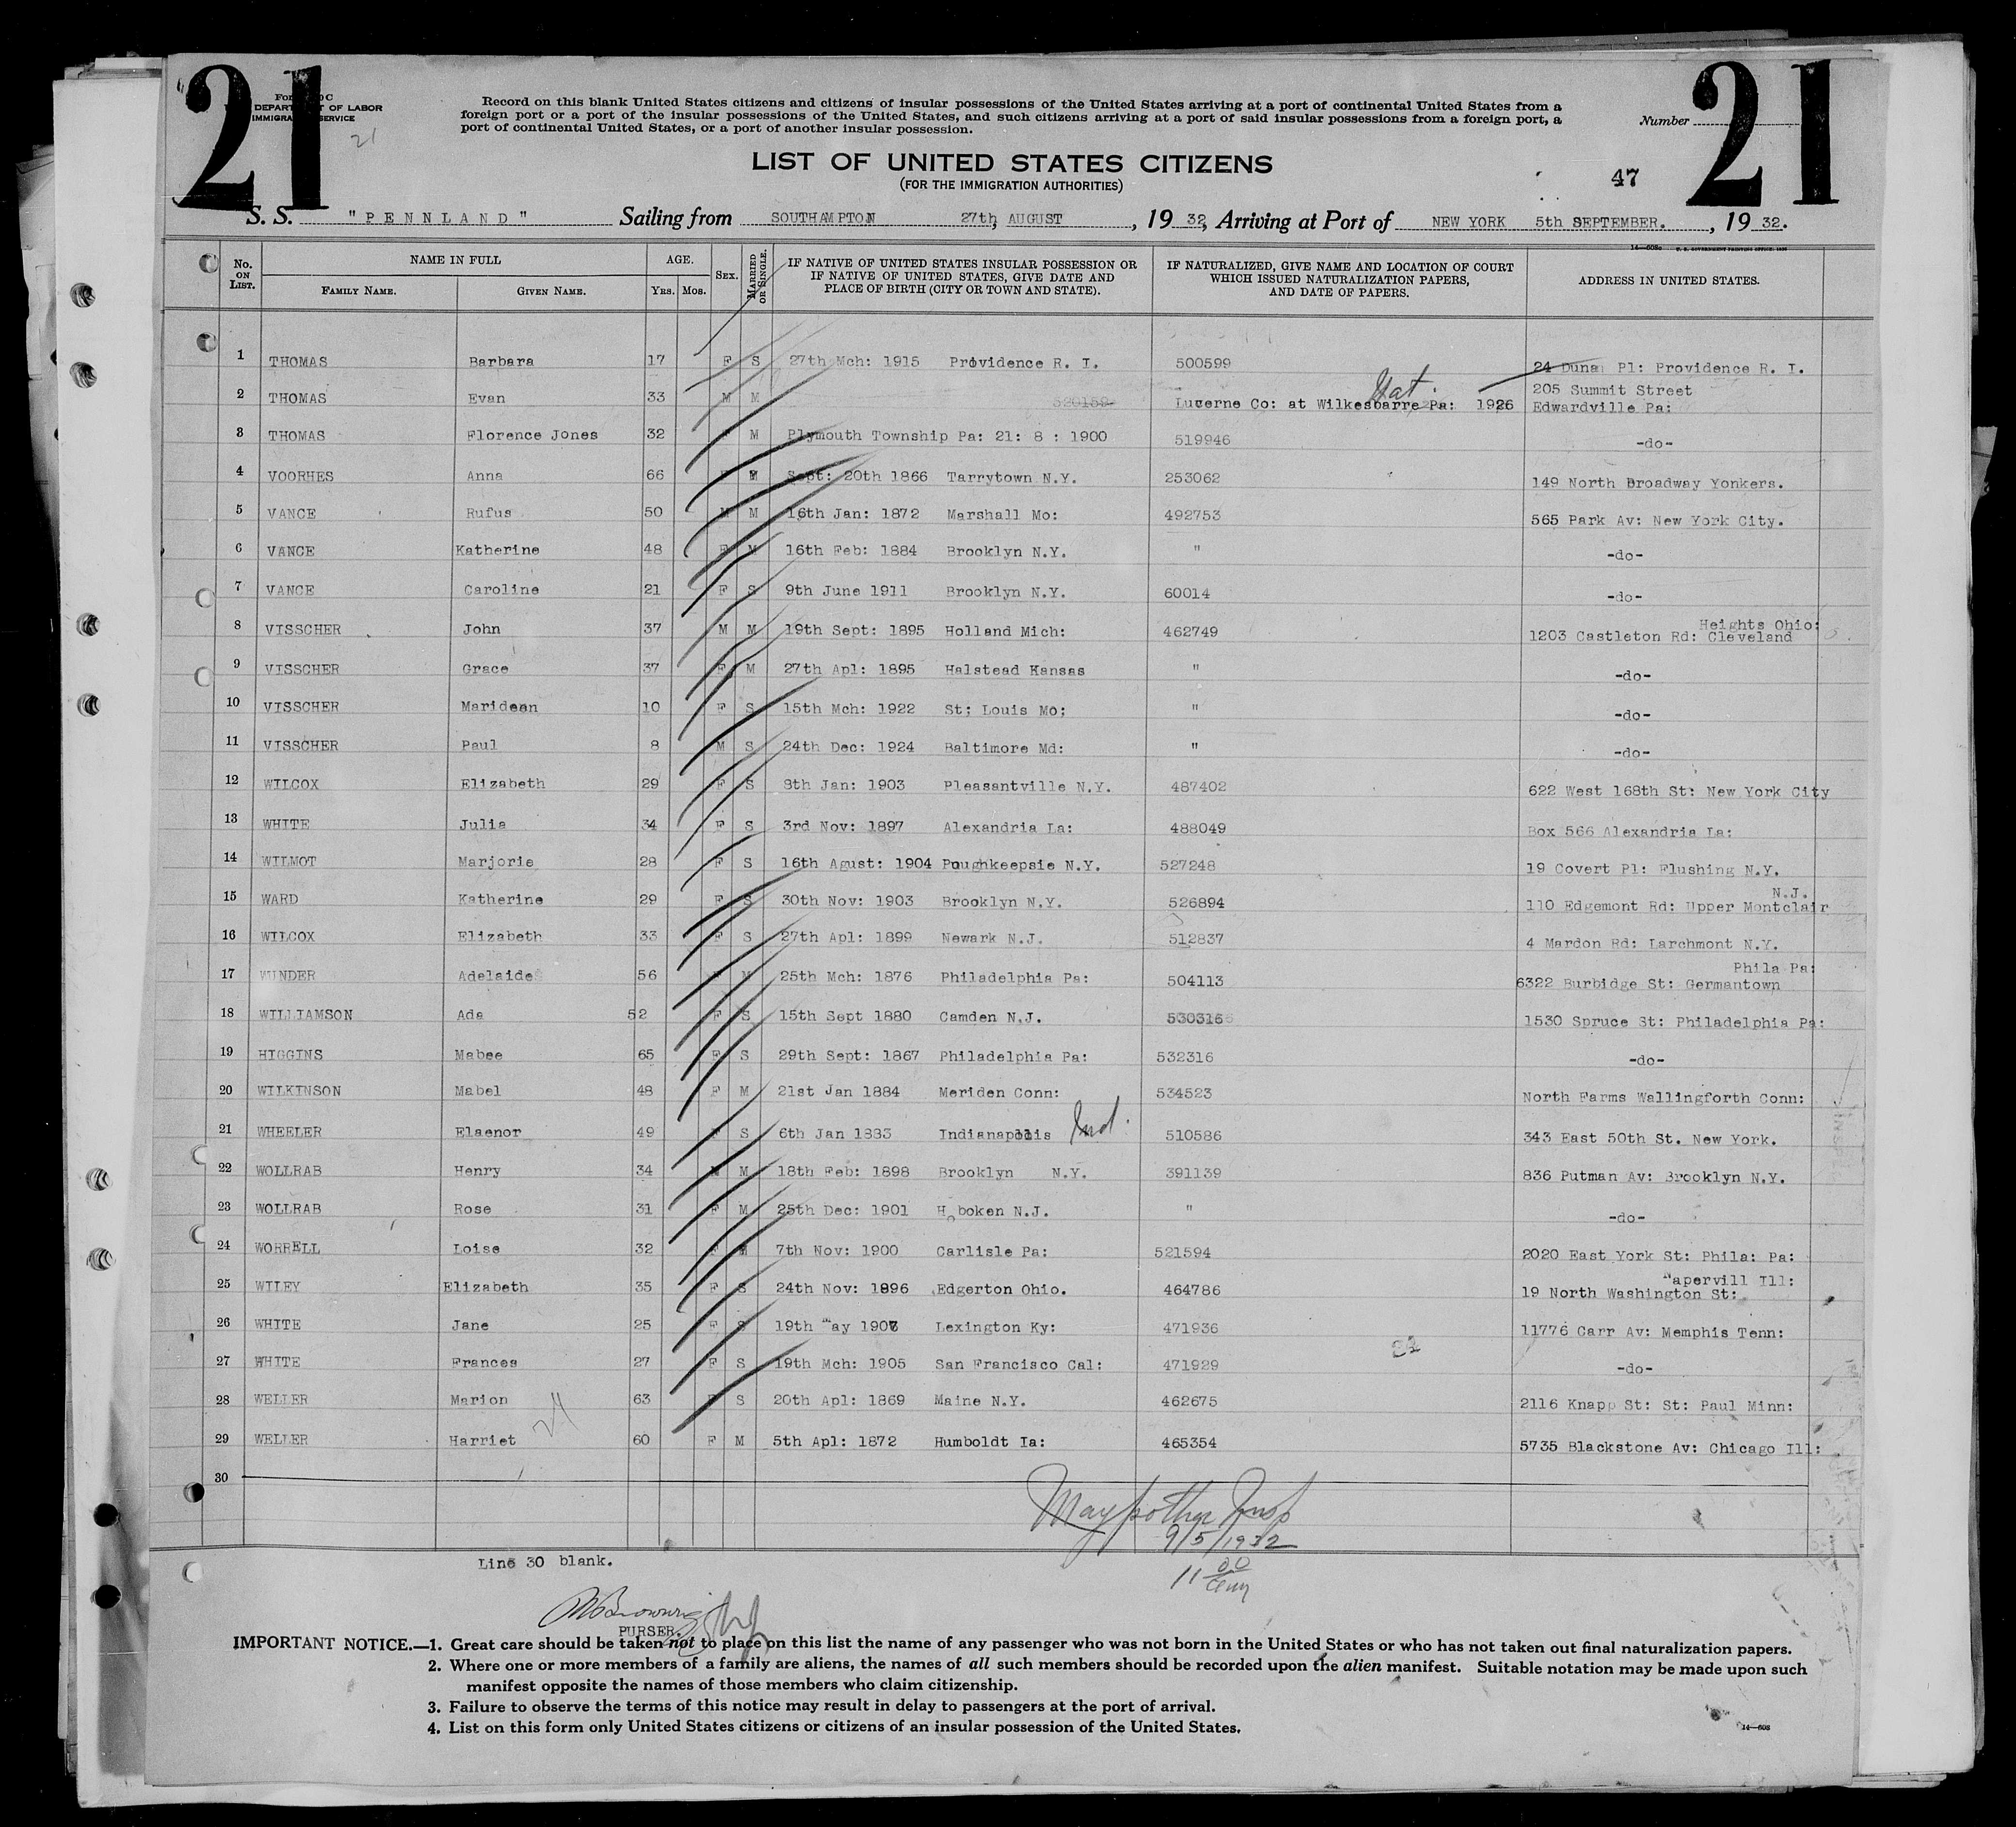 21
21
Form 630 C
U. S. DEPARTMENT OF LABOR
IMMIGRATION SERVICE
21
Record on this blank United States citizens and citizens of insular possessions of the United States arriving at a port of continental United States from a
foreign port or a port of the insular possessions of the United States, and such citizens arriving at a port of said insular possessions from a foreign port, a
port of continental United States, or a port of another insular possession.
Number
LIST OF UNITED STATES CITIZENS
(FOR THE IMMIGRATION AUTHORITIES)
47
S. S. "PENNLAND" Sailing from SOUTHAMPTON 27th, AUGUST, 1932, Arriving at Port of NEW YORK 5th SEPTEMBER., 1932.
No. ON LIST. NAME IN FULL FAMILY NAME. GIVEN NAME. AGE. YRS. MOS. SEX. MARRIED OR SINGLE. IF NATIVE OF UNITED STATES INSULAR POSSESSION OR IF NATIVE OF UNITED STATES, GIVE DATE AND PLACE OF BIRTH (CITY OR TOWN AND STATE). IF NATURALIZED, GIVE NAME AND LOCATION OF COURT WHICH ISSUED NATURALIZATION PAPERS, AND DATE OF PAPERS. ADDRESS IN UNITED STATES.
1 THOMAS Barbara 17 F S 27th Mch: 1915 Providence R. I. 500599 24 Duna Pl: Providence R. I.
2 THOMAS Evan 33 M M 520159 Luverne Co: at Wilkesbarre Pa: 1926 Nat. 205 Summit Street
Edwardville Pa:
3 THOMAS Florence Jones 32 M Plymouth Township Pa: 21: 8 : 1900 519946 -do-
4 VOORHES Anna 66 F M Sept: 20th 1866 Tarrytown N.Y. 253062 149 North Broadway Yonkers.
5 VANCE Rufus 50 M M 16th Jan: 1872 Marshall Mo: 492753 565 Park Av: New York City.
6 VANCE Katherine 48 F M 16th Feb: 1884 Brooklyn N.Y. " -do-
7 VANCE Caroline 21 F S 9th June 1911 Brooklyn N.Y. 60014 -do-
8 VISSCHER John 37 M M 19th Sept: 1895 Holland Mich: 462749 Heights Ohio:
1203 Castleton Rd: Cleveland
9 VISSCHER Grace 37 F M 27th Apl: 1895 Halstead Kansas " -do-
10 VISSCHER Maridean 10 F S 15th Mch: 1922 St; Louis Mo; " -do-
11 VISSCHER Paul 8 M S 24th Dec: 1924 Baltimore Md: " -do-
12 WILCOX Elizabeth 29 F S 8th Jan: 1903 Pleasantville N.Y. 487402 622 West 168th St: New York City
13 WHITE Julia 34 F S 3rd Nov: 1897 Alexandria La: 488049 Box 566 Alexandria La:
14 WILMOT Marjorie 28 F S 16th Agust: 1904 Poughkeepsie N.Y. 527248 19 Covert Pl: Flushing N.Y.
15 WARD Katherine 29 F S 30th Nov: 1903 Brooklyn N.Y. 526894 N.J.
110 Edgemont Rd: Upper Montclair
16 WILCOX Elizabeth 33 F S 27th Apl: 1899 Newark N.J. 512837 4 Mardon Rd: Larchmont N.Y.
17 WUNDER Adelaide 56 F M 25th Mch: 1876 Philadelphia Pa: 504113 Phila Pa:
6322 Burbidge St: Germantown
18 WILLIAMSON Ada 52 F S 15th Sept 1880 Camden N.J. 530316 1530 Spruce St: Philadelphia Pa:
19 HIGGINS Mabee 65 F S 29th Sept: 1867 Philadelphia Pa: 532316 -do-
20 WILKINSON Mabel 48 F M 21st Jan 1884 Meriden Conn: 534523 North Farms Wallingforth Conn:
21 WHEELER Elaenor 49 F S 6th Jan 1883 Indianapolis Ind. 510586 343 East 50th St. New York.
22 WOLLRAB Henry 34 M M 18th Feb: 1898 Brooklyn N.Y. 391139 836 Putman Av: Brooklyn N.Y.
23 WOLLRAB Rose 31 F M 25th Dec: 1901 Hoboken N.J. " -do-
24 WORRELL Loise 32 F M 7th Nov: 1900 Carlisle Pa: 521594 2020 East York St: Phila: Pa:
25 WILEY Elizabeth 35 F S 24th Nov: 1896 Edgerton Ohio. 464786 Napervill Ill:
19 North Washington St:
26 WHITE Jane 25 F S 19th May 1907 Lexington Ky: 471936 11776 Carr Av: Memphis Tenn:
27 WHITE Frances 27 F S 19th Mch: 1905 San Francisco Cal: 471929 -do-
28 WELLER Marion 63 F S 20th Apl: 1869 Maine N.Y. 462675 2116 Knapp St: St: Paul Minn:
29 WELLER Harriet 60 F M 5th Apl: 1872 Humboldt Ia: 465354 5735 Blackstone Av: Chicago Ill:
30
Insp
9/5/1932
11 00
Line 30 blank.
PURSER.
IMPORTANT NOTICE.—1. Great care should be taken not to place on this list the name of any passenger who was not born in the United States or who has not taken out final naturalization papers.
2. Where one or more members of a family are aliens, the names of all such members should be recorded upon the alien manifest. Suitable notation may be made upon such
manifest opposite the names of those members who claim citizenship.
3. Failure to observe the terms of this notice may result in delay to passengers at the port of arrival.
4. List on this form only United States citizens or citizens of an insular possession of the United States.
14—608